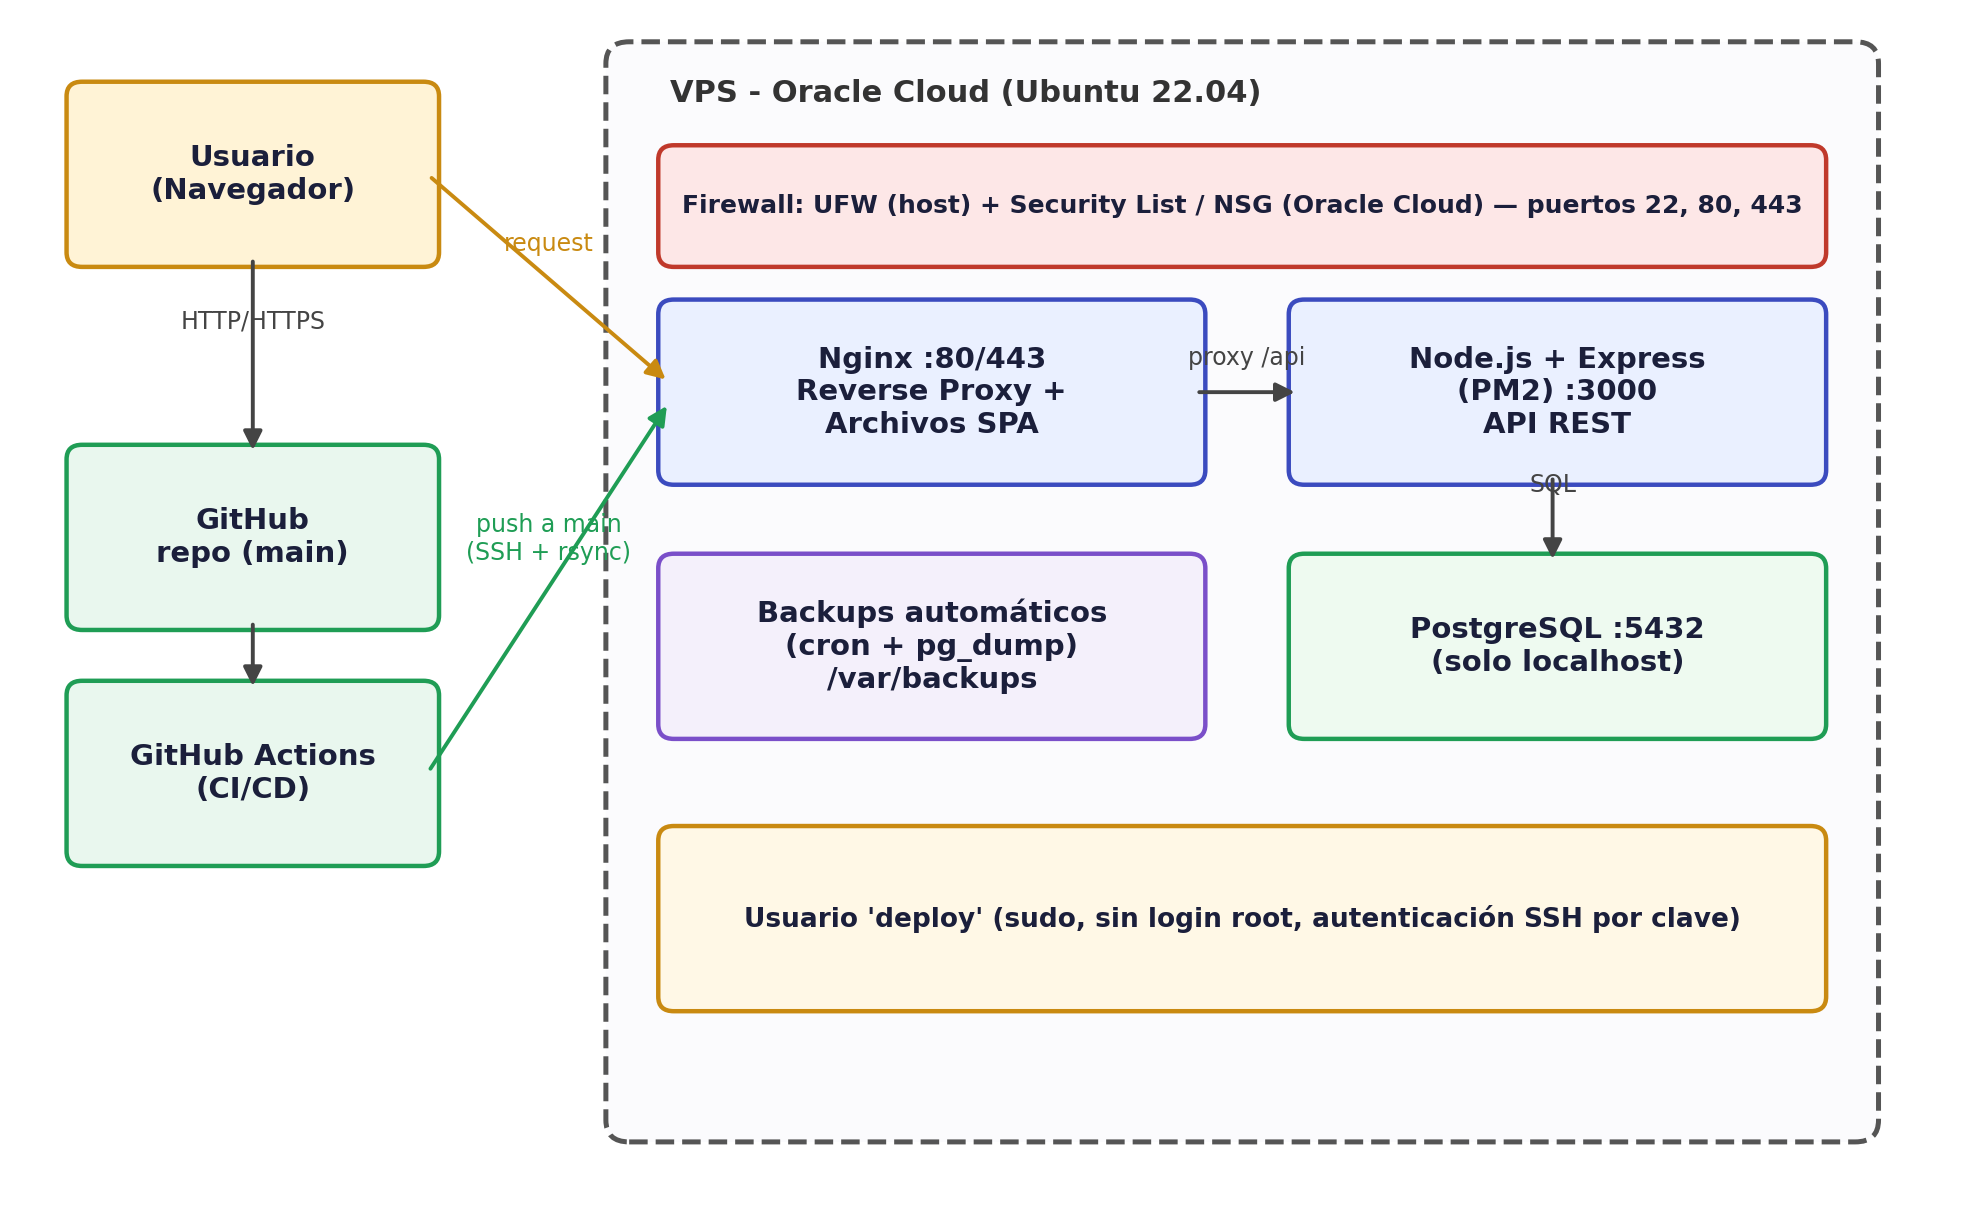 VPS - Oracle Cloud (Ubuntu 22.04)
Usuario
(Navegador)
Firewall: UFW (host) + Security List / NSG (Oracle Cloud) — puertos 22, 80, 443
request
HTTP/HTTPS
Nginx :80/443
Reverse Proxy +
Archivos SPA
proxy /api
Node.js + Express
(PM2) :3000
API REST
SQL
GitHub
repo (main)
push a main
(SSH + rsync)
Backups automáticos
(cron + pg_dump)
/var/backups
PostgreSQL :5432
(solo localhost)
GitHub Actions
(CI/CD)
Usuario 'deploy' (sudo, sin login root, autenticación SSH por clave)